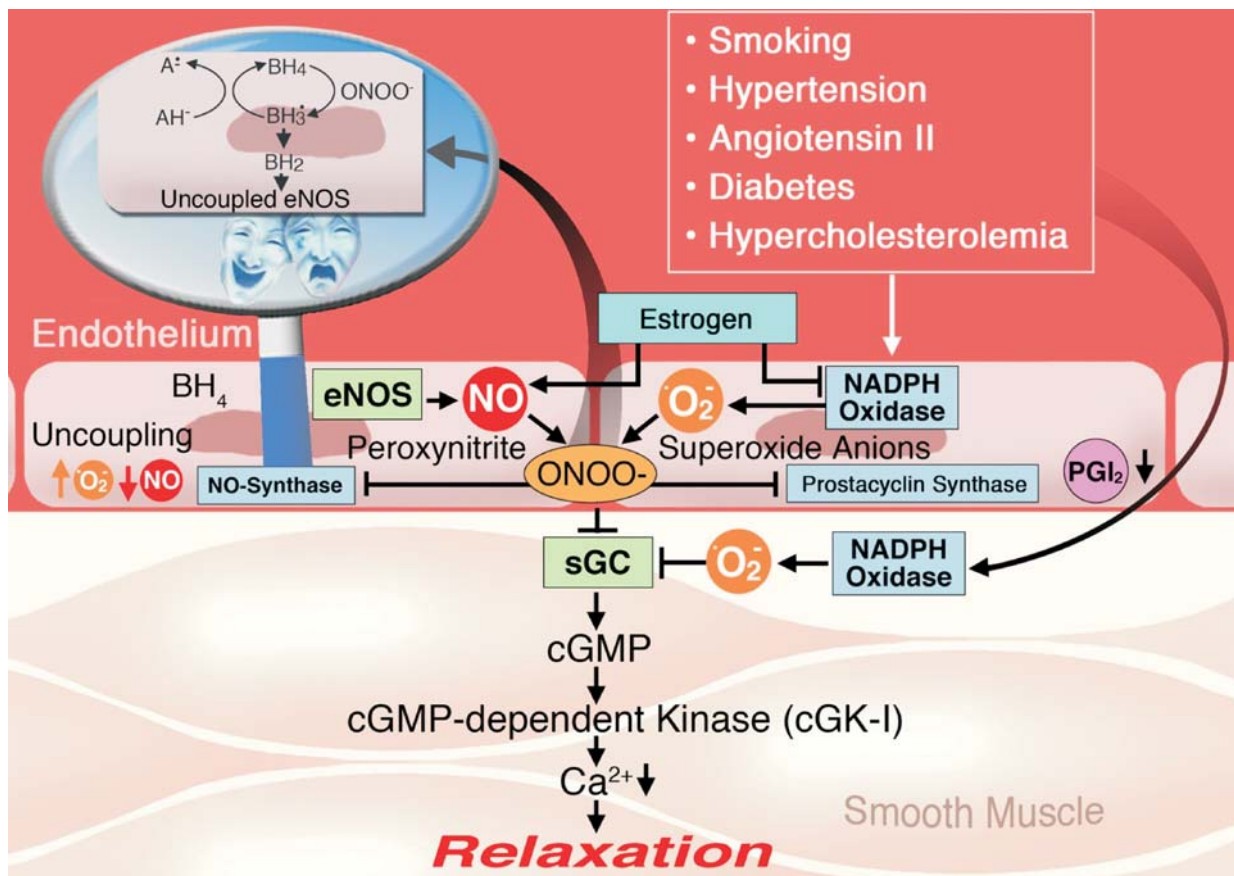 A•̄
BH4
ONOO-
AH-
BH3•
BH2
Uncoupled eNOS
• Smoking
• Hypertension
• Angiotensin II
• Diabetes
• Hypercholesterolemia
Endothelium
Estrogen
BH4
eNOS
NO
•O2-
NADPH
Oxidase
Uncoupling
Peroxynitrite
Superoxide Anions
•O2-
NO
NO-Synthase
ONOO-
Prostacyclin Synthase
PGI2
sGC
•O2-
NADPH
Oxidase
cGMP
cGMP-dependent Kinase (cGK-I)
Ca2+
Smooth Muscle
Relaxation